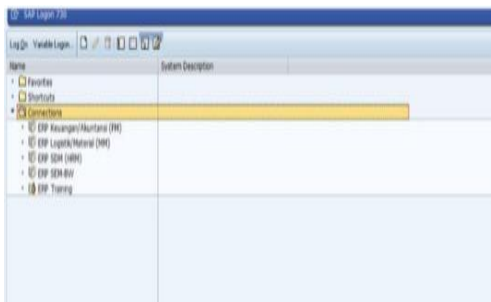 SAP Logon 730
Log On Variable Logon...
Name System Description
Favorites
Shortcuts
Connections
ERP Keuangan/Akuntansi (FM)
ERP Logistik/Material (MM)
ERP SDM (HRM)
ERP SEM-BW
ERP Training